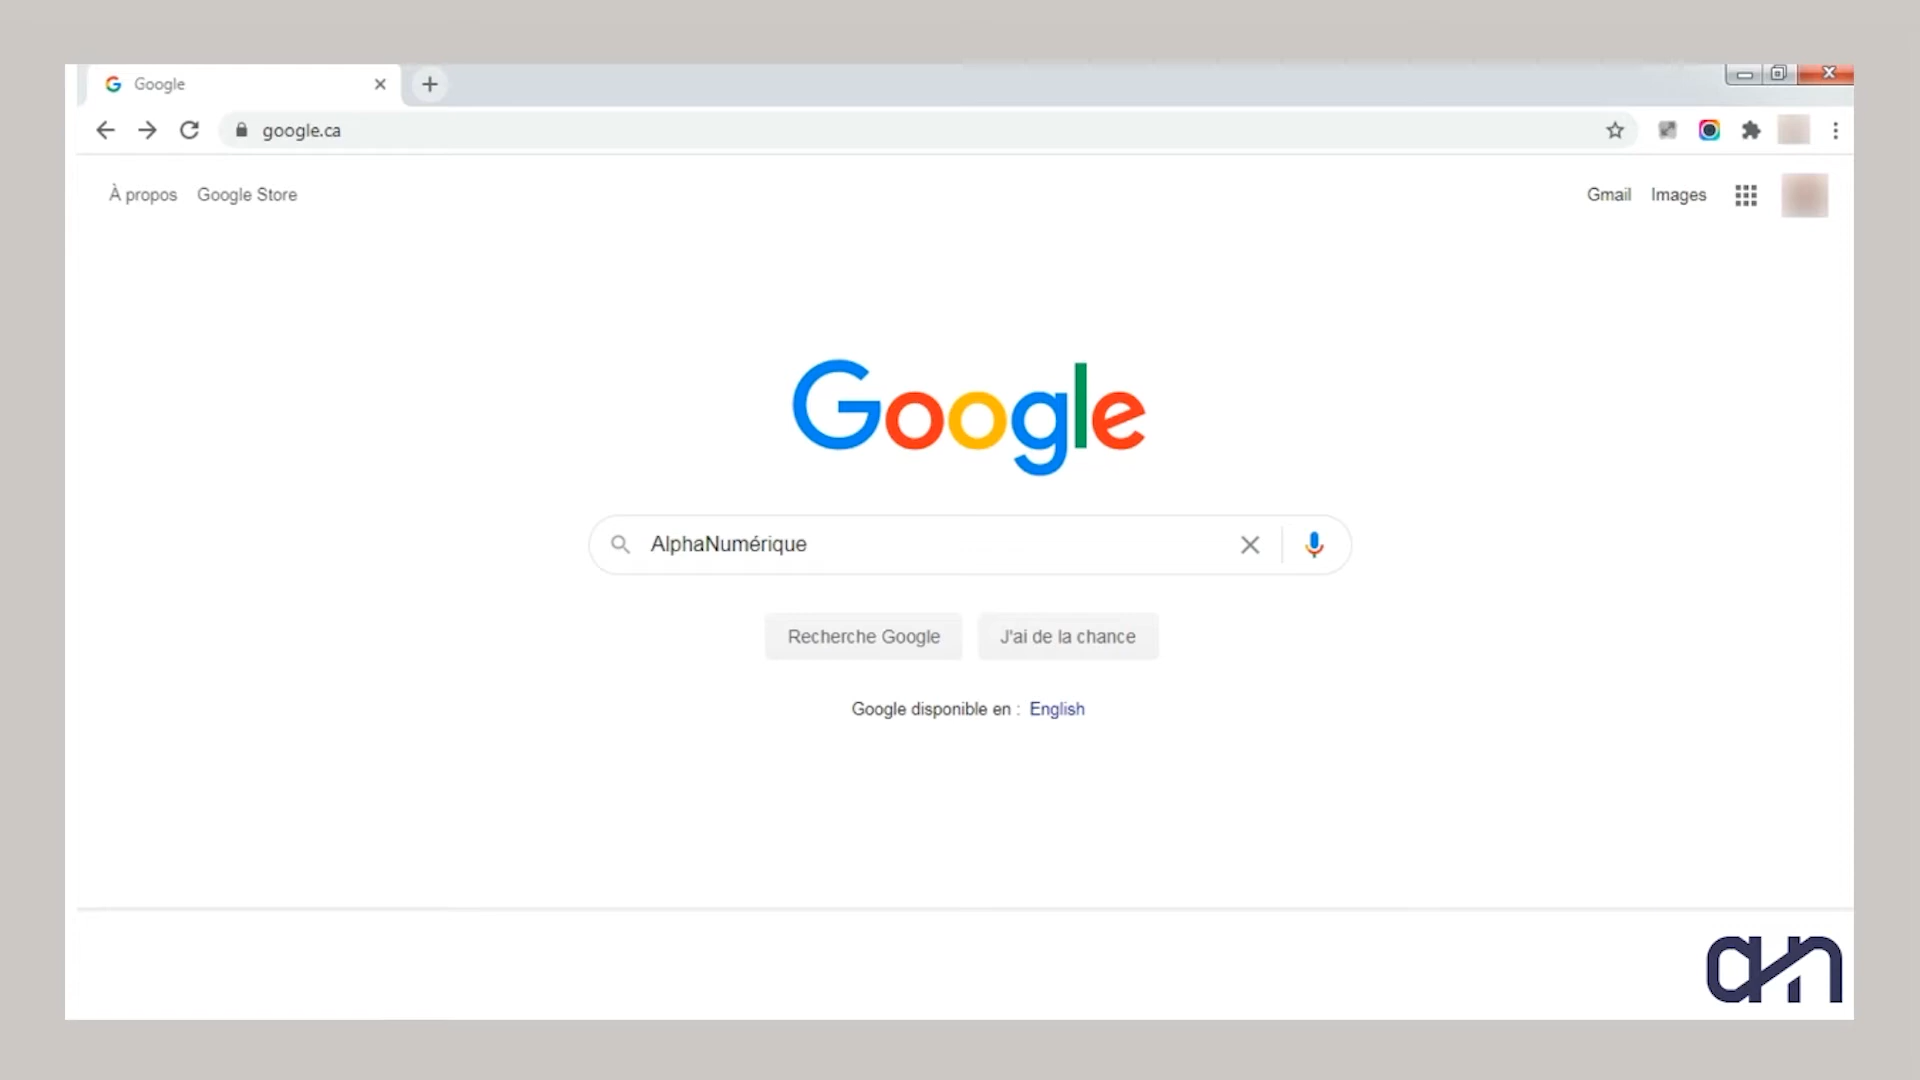 Google
google.ca
À propos Google Store Gmail Images
Google
AlphaNumérique
Recherche Google J'ai de la chance
Google disponible en : English
an